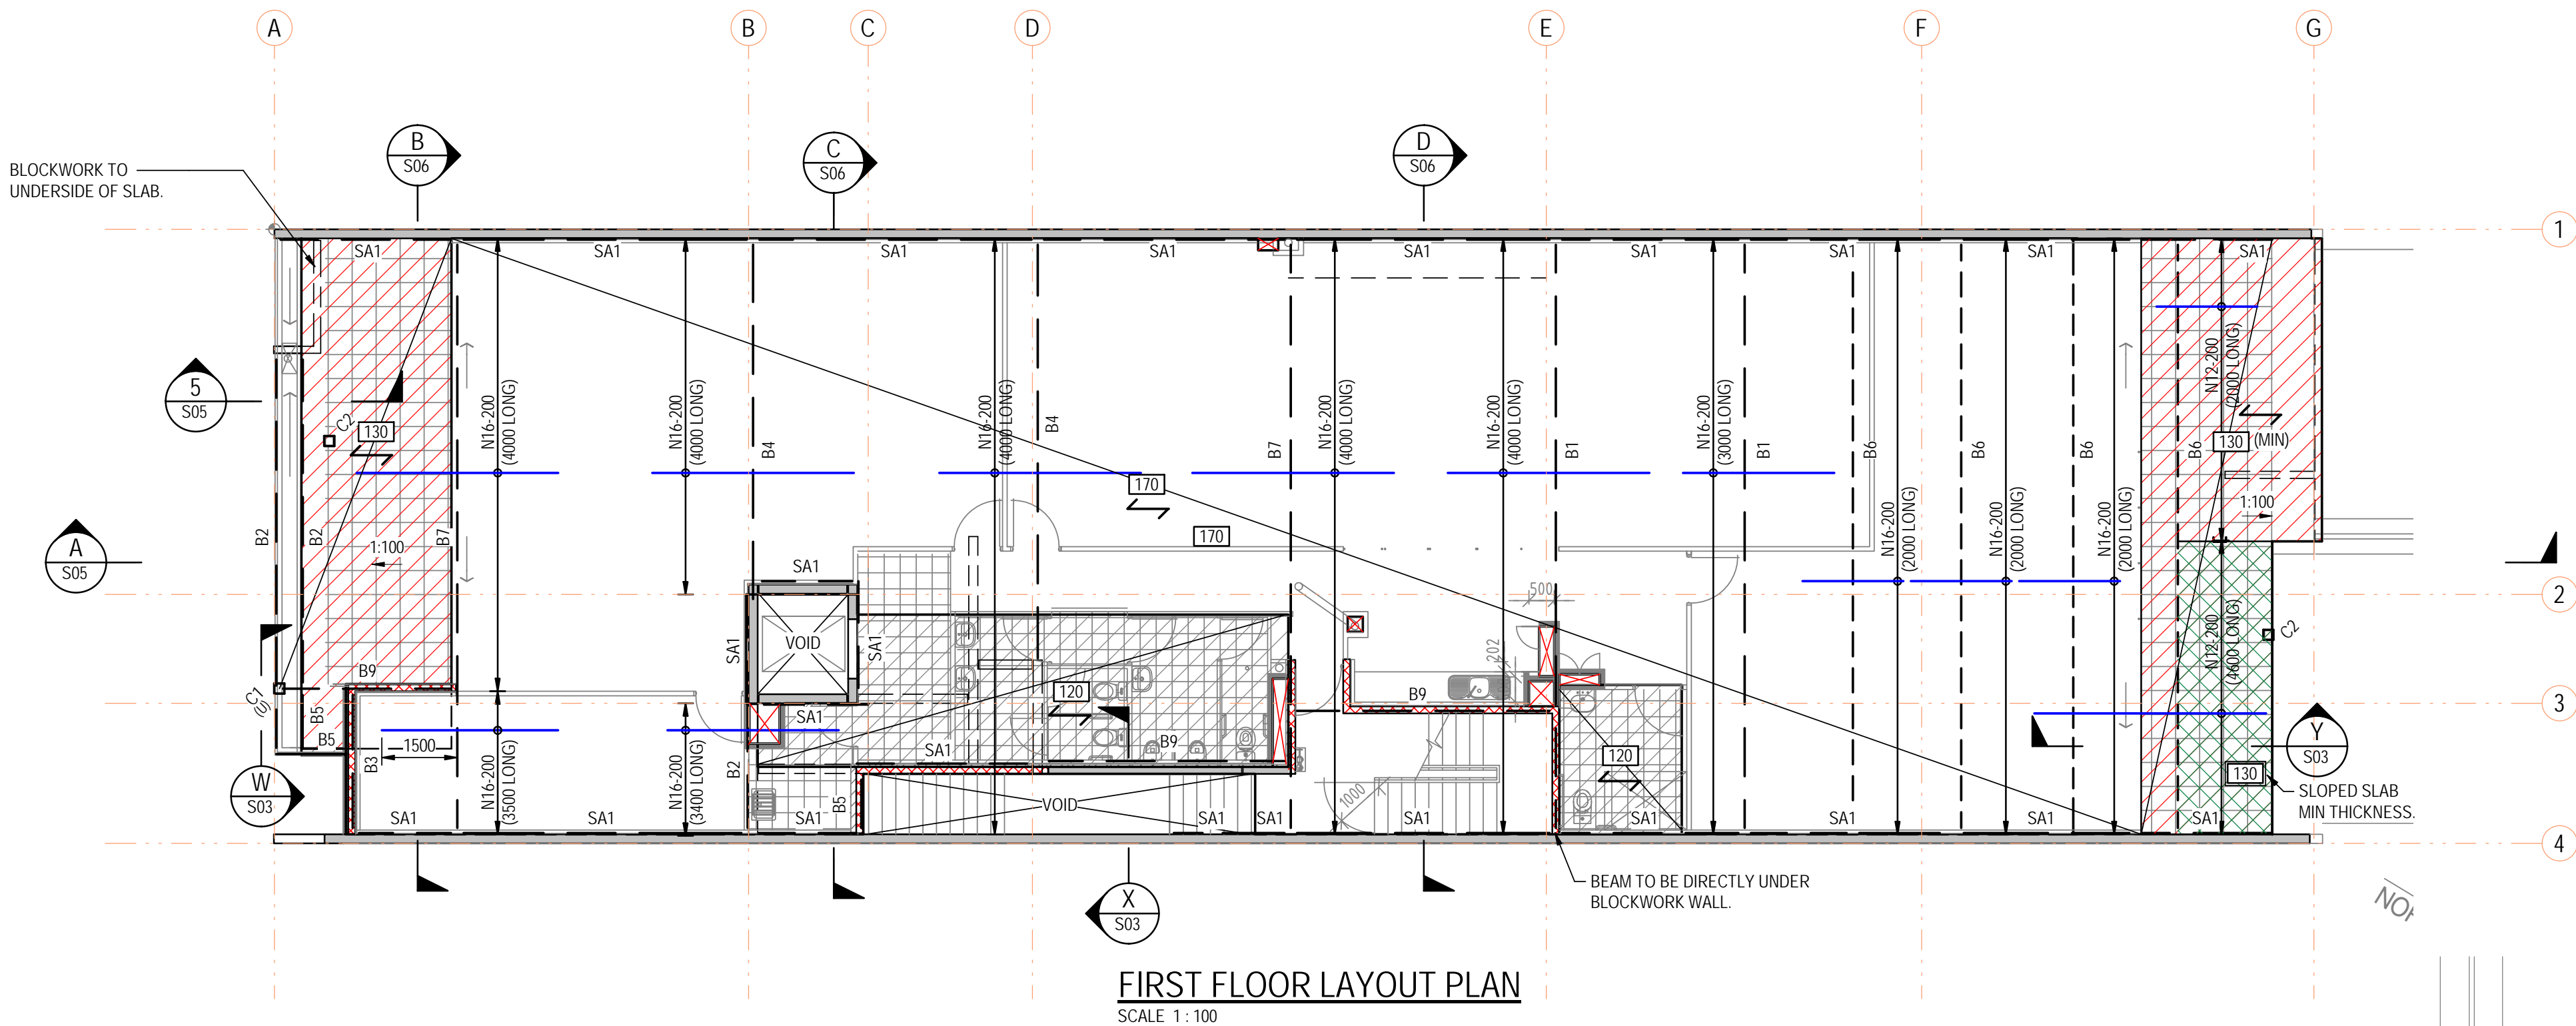 A
B
C
D
E
F
G
B
S06
C
S06
D
S06
BLOCKWORK TO
UNDERSIDE OF SLAB.
1
SA1
SA1
SA1
SA1
SA1
SA1
SA1
SA1
SA1
N12-200
(2000 LONG)
5
S05
C2
130
N16-200
(4000 LONG)
N16-200
(4000 LONG)
B4
N16-200
(4000 LONG)
B4
B7
N16-200
(4000 LONG)
N16-200
(4000 LONG)
B1
N16-200
(3000 LONG)
B1
B6
B6
B6
B6
130
(MIN)
170
170
1:100
A
S05
B2
B2
1:100
B7
N16-200
(2000 LONG)
N16-200
(2000 LONG)
N16-200
(2000 LONG)
SA1
500
2
VOID
SA1
SA1
202
N12-200
(4600 LONG)
C2
B9
120
B9
C1
(U)
B5
B5
1500
B3
SA1
SA1
B9
3
120
Y
S03
130
SLOPED SLAB
MIN THICKNESS.
W
S03
N16-200
(3500 LONG)
N16-200
(3400 LONG)
B2
B5
VOID
1000
SA1
SA1
SA1
SA1
SA1
SA1
SA1
SA1
SA1
SA1
4
BEAM TO BE DIRECTLY UNDER
BLOCKWORK WALL.
X
S03
FIRST FLOOR LAYOUT PLAN
SCALE 1 : 100